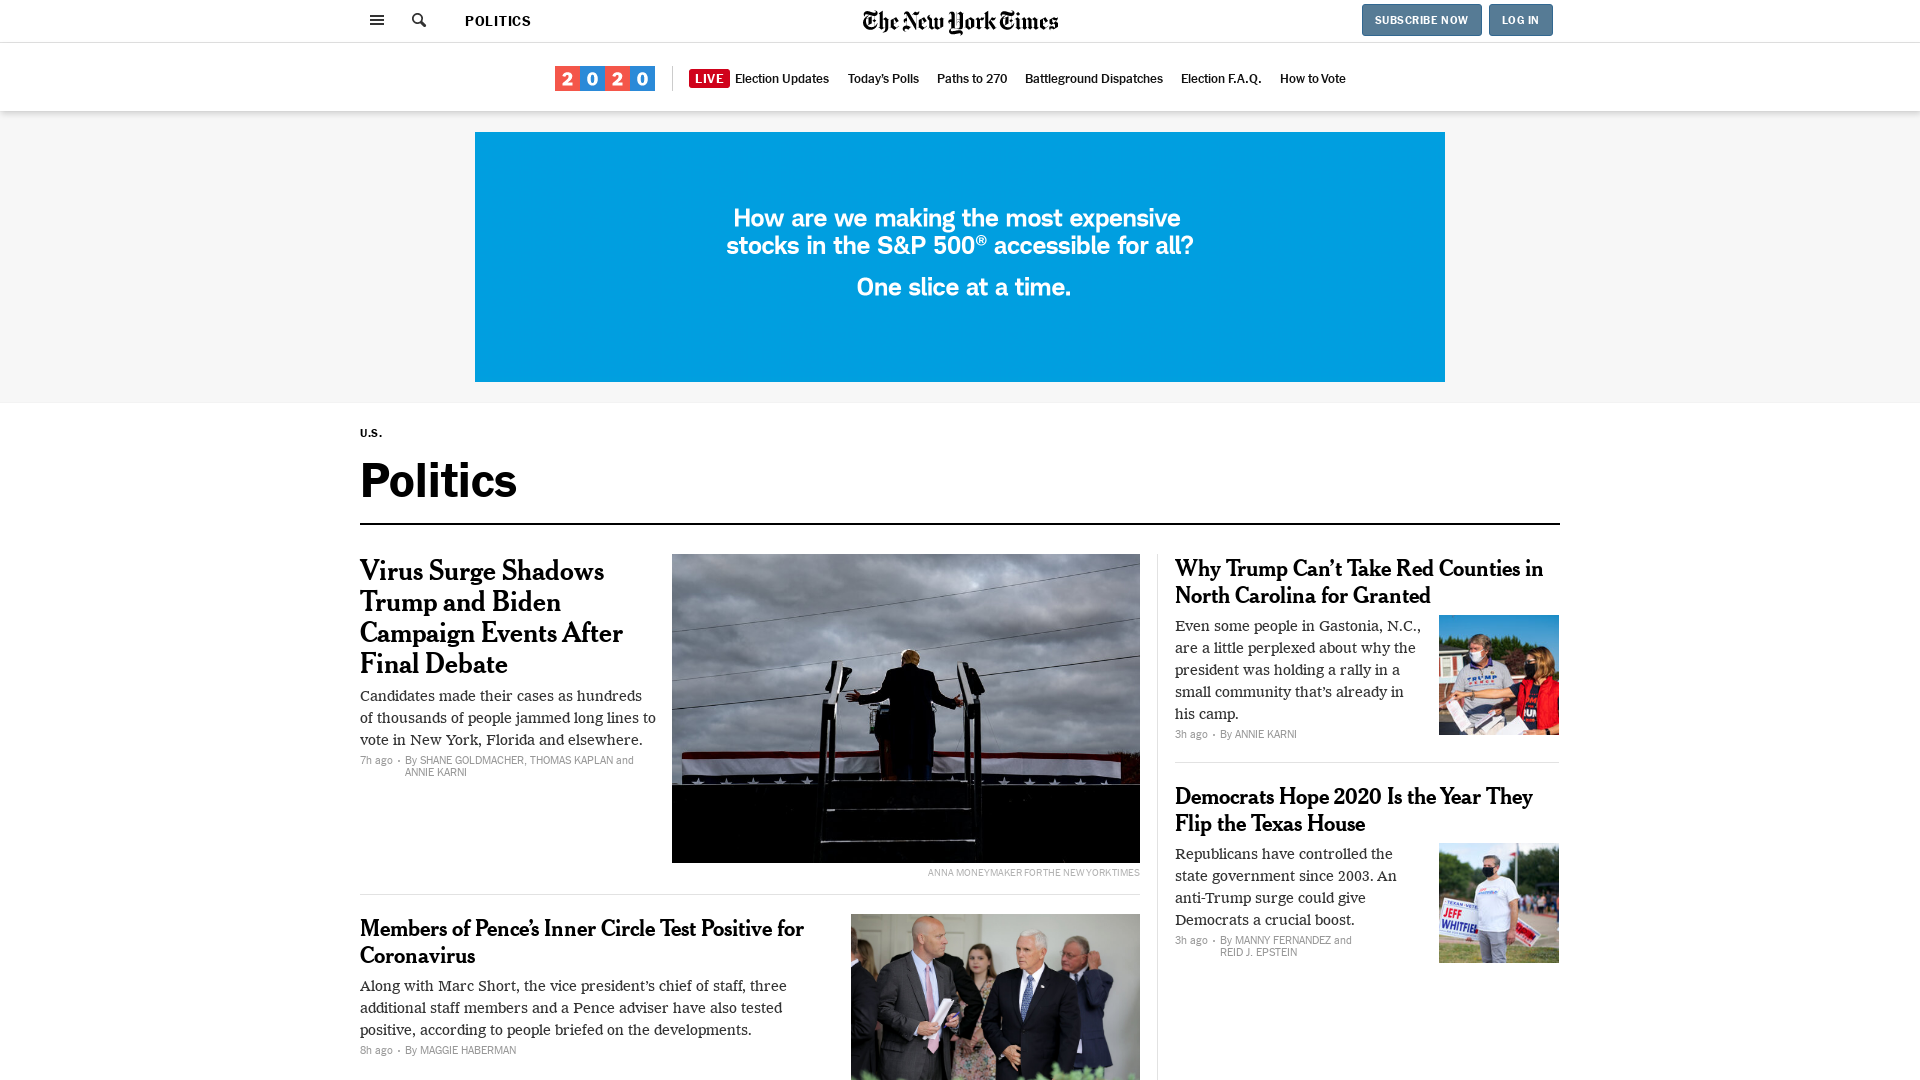 POLITICS
The New York Times
SUBSCRIBE NOW
LOG IN
2020
LIVE Election Updates
Today's Polls
Paths to 270
Battleground Dispatches
Election F.A.Q.
How to Vote
How are we making the most expensive
stocks in the S&P 500® accessible for all?
One slice at a time.
U.S.
Politics
Virus Surge Shadows
Trump and Biden
Campaign Events After
Final Debate
Candidates made their cases as hundreds
of thousands of people jammed long lines to
vote in New York, Florida and elsewhere.
7h ago • By SHANE GOLDMACHER, THOMAS KAPLAN and
ANNIE KARNI
ANNA MONEYMAKER FOR THE NEW YORK TIMES
Members of Pence's Inner Circle Test Positive for
Coronavirus
Along with Marc Short, the vice president's chief of staff, three
additional staff members and a Pence adviser have also tested
positive, according to people briefed on the developments.
8h ago • By MAGGIE HABERMAN
Why Trump Can't Take Red Counties in
North Carolina for Granted
Even some people in Gastonia, N.C.,
are a little perplexed about why the
president was holding a rally in a
small community that's already in
his camp.
3h ago • By ANNIE KARNI
TRUMP
Democrats Hope 2020 Is the Year They
Flip the Texas House
Republicans have controlled the
state government since 2003. An
anti-Trump surge could give
Democrats a crucial boost.
3h ago • By MANNY FERNANDEZ and
REID J. EPSTEIN
JEFF